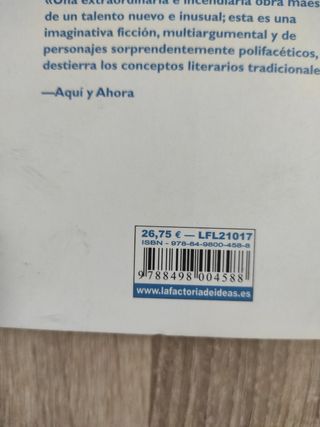 «Una extraordinaria e incendiaria obra maes
de un talento nuevo e inusual; esta es una
imaginativa ficción, multiargumental y de
personajes sorprendentemente polifacéticos,
destierra los conceptos literarios tradicionale
—Aquí y Ahora
26,75 € — LFL21017
ISBN - 978-84-9800-458-8
9 788498 004588
www.lafactoriadeideas.es